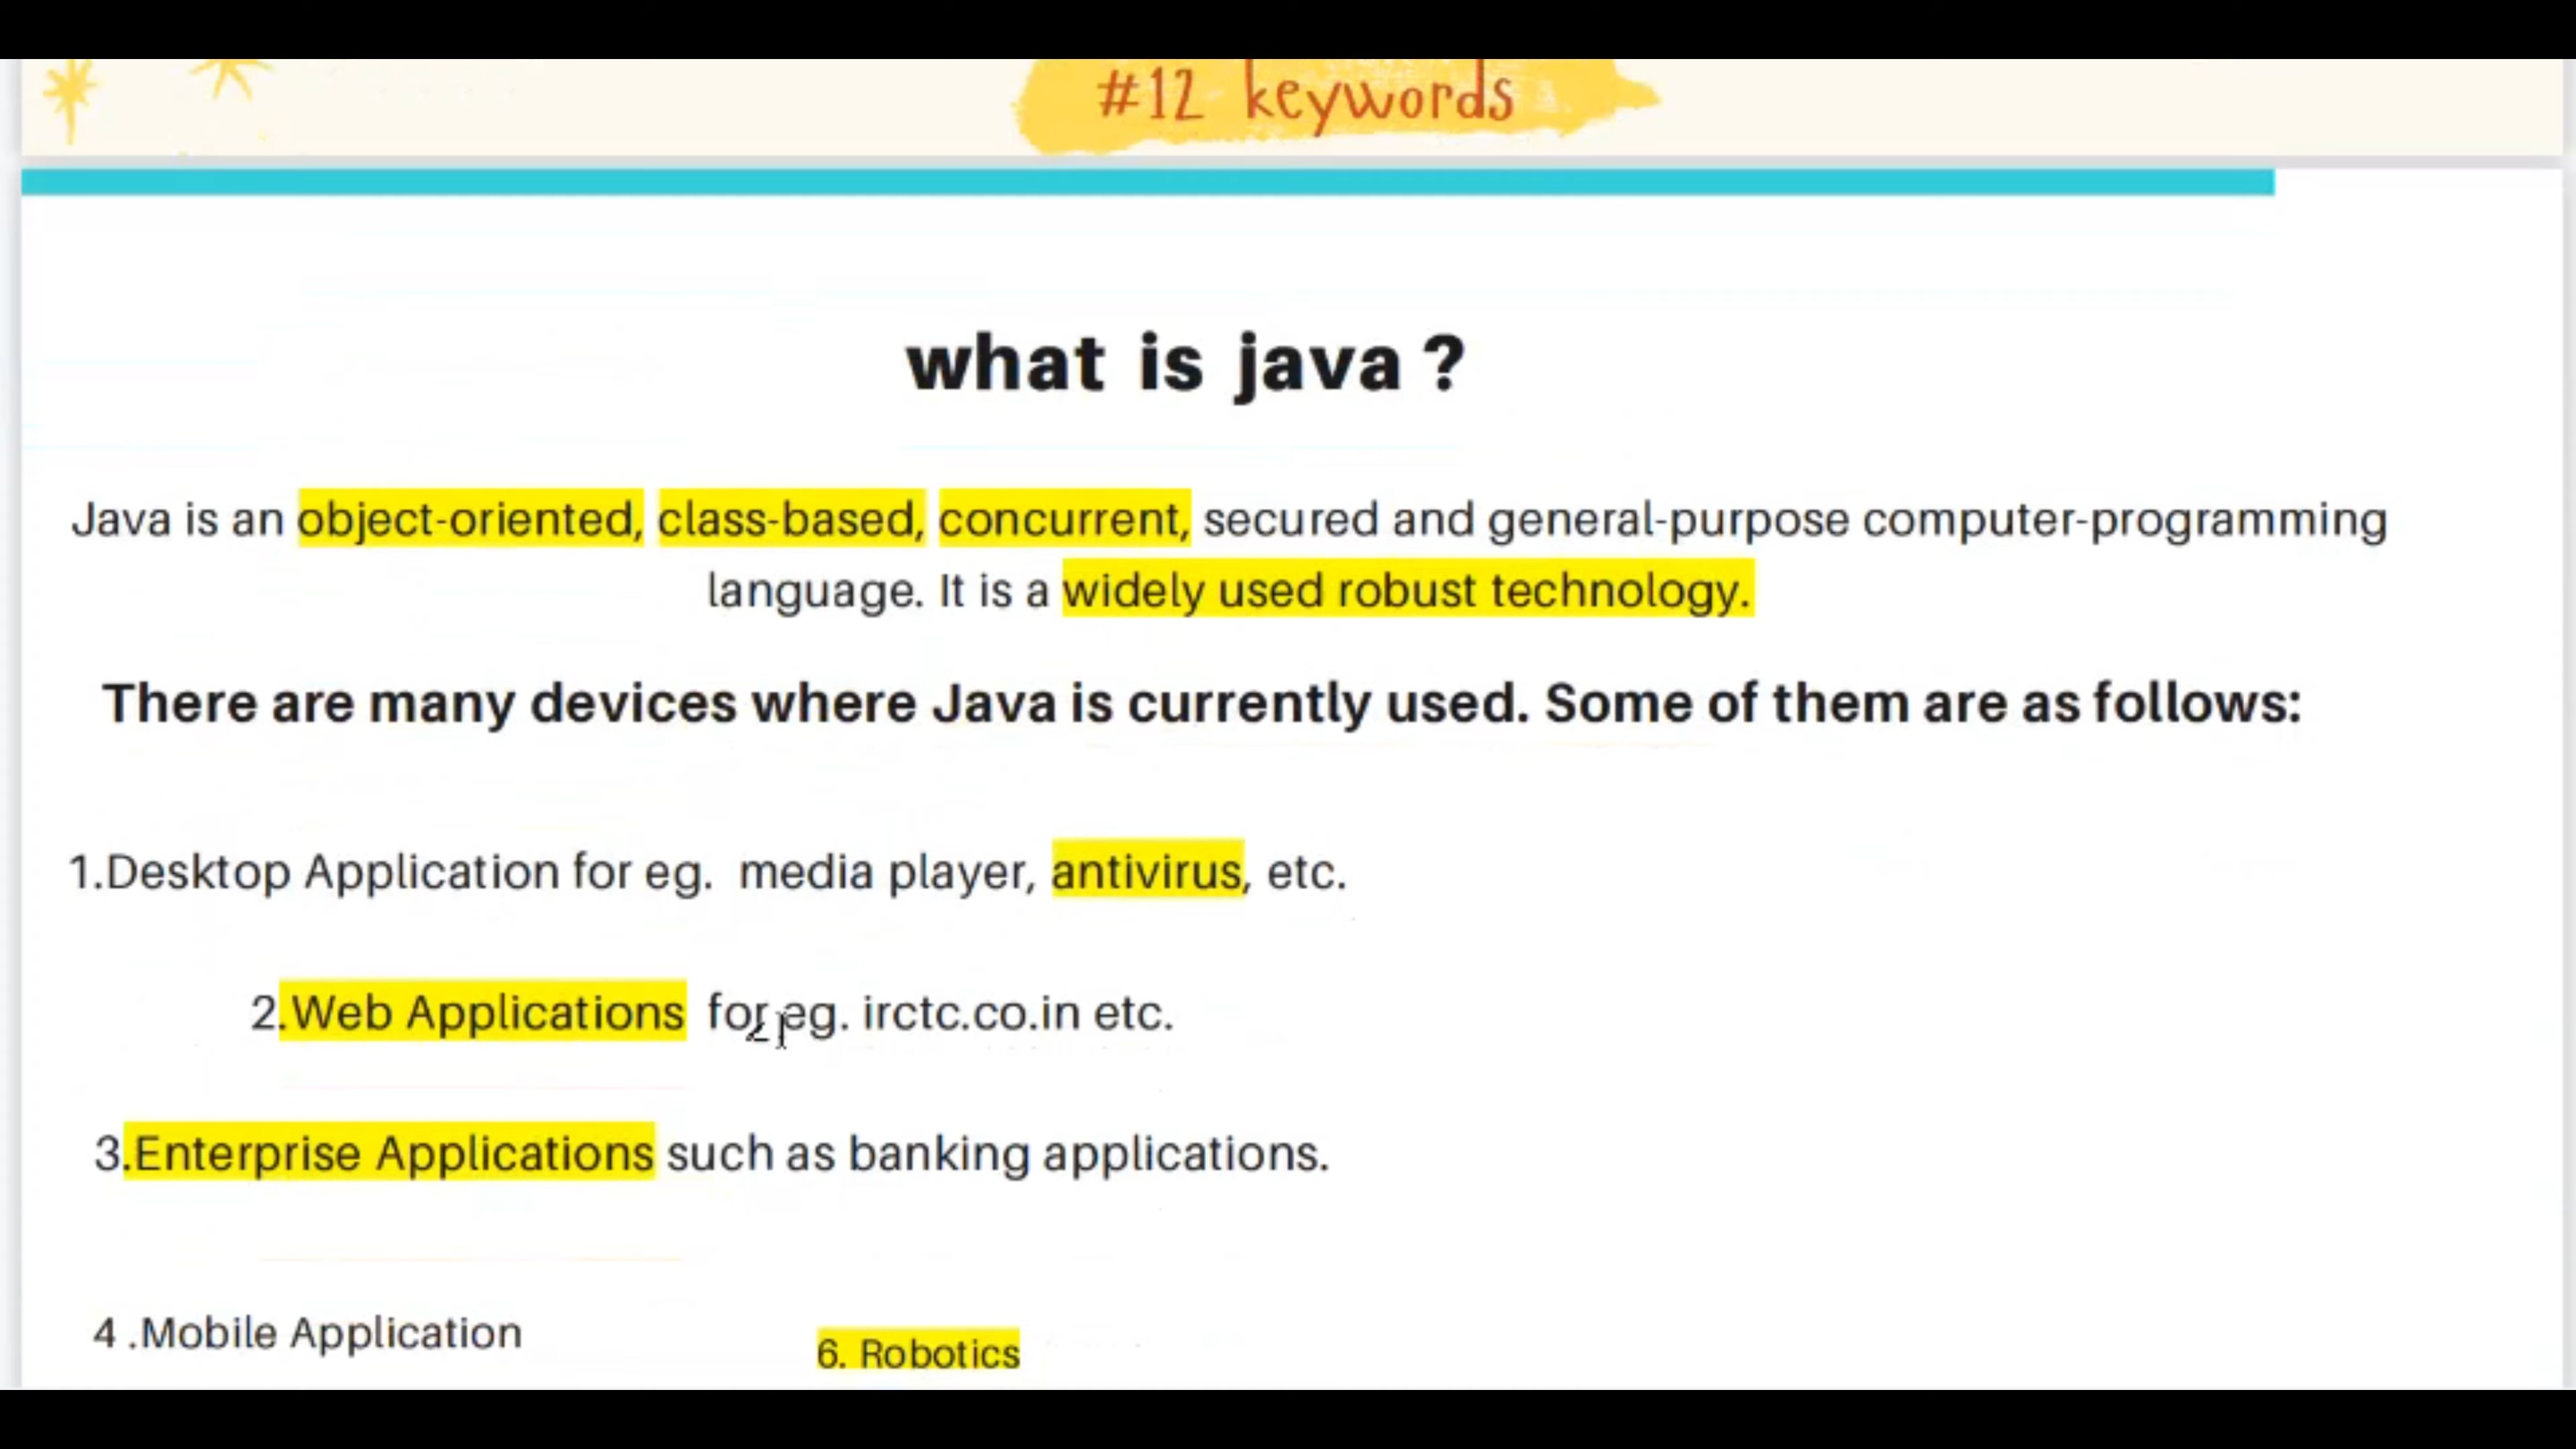 #12 keywords
what is java ?
Java is an object-oriented, class-based, concurrent, secured and general-purpose computer-programming
language. It is a widely used robust technology.
There are many devices where Java is currently used. Some of them are as follows:
1.Desktop Application for eg. media player, antivirus, etc.
2.Web Applications for eg. irctc.co.in etc.
3.Enterprise Applications such as banking applications.
4 .Mobile Application
6. Robotics